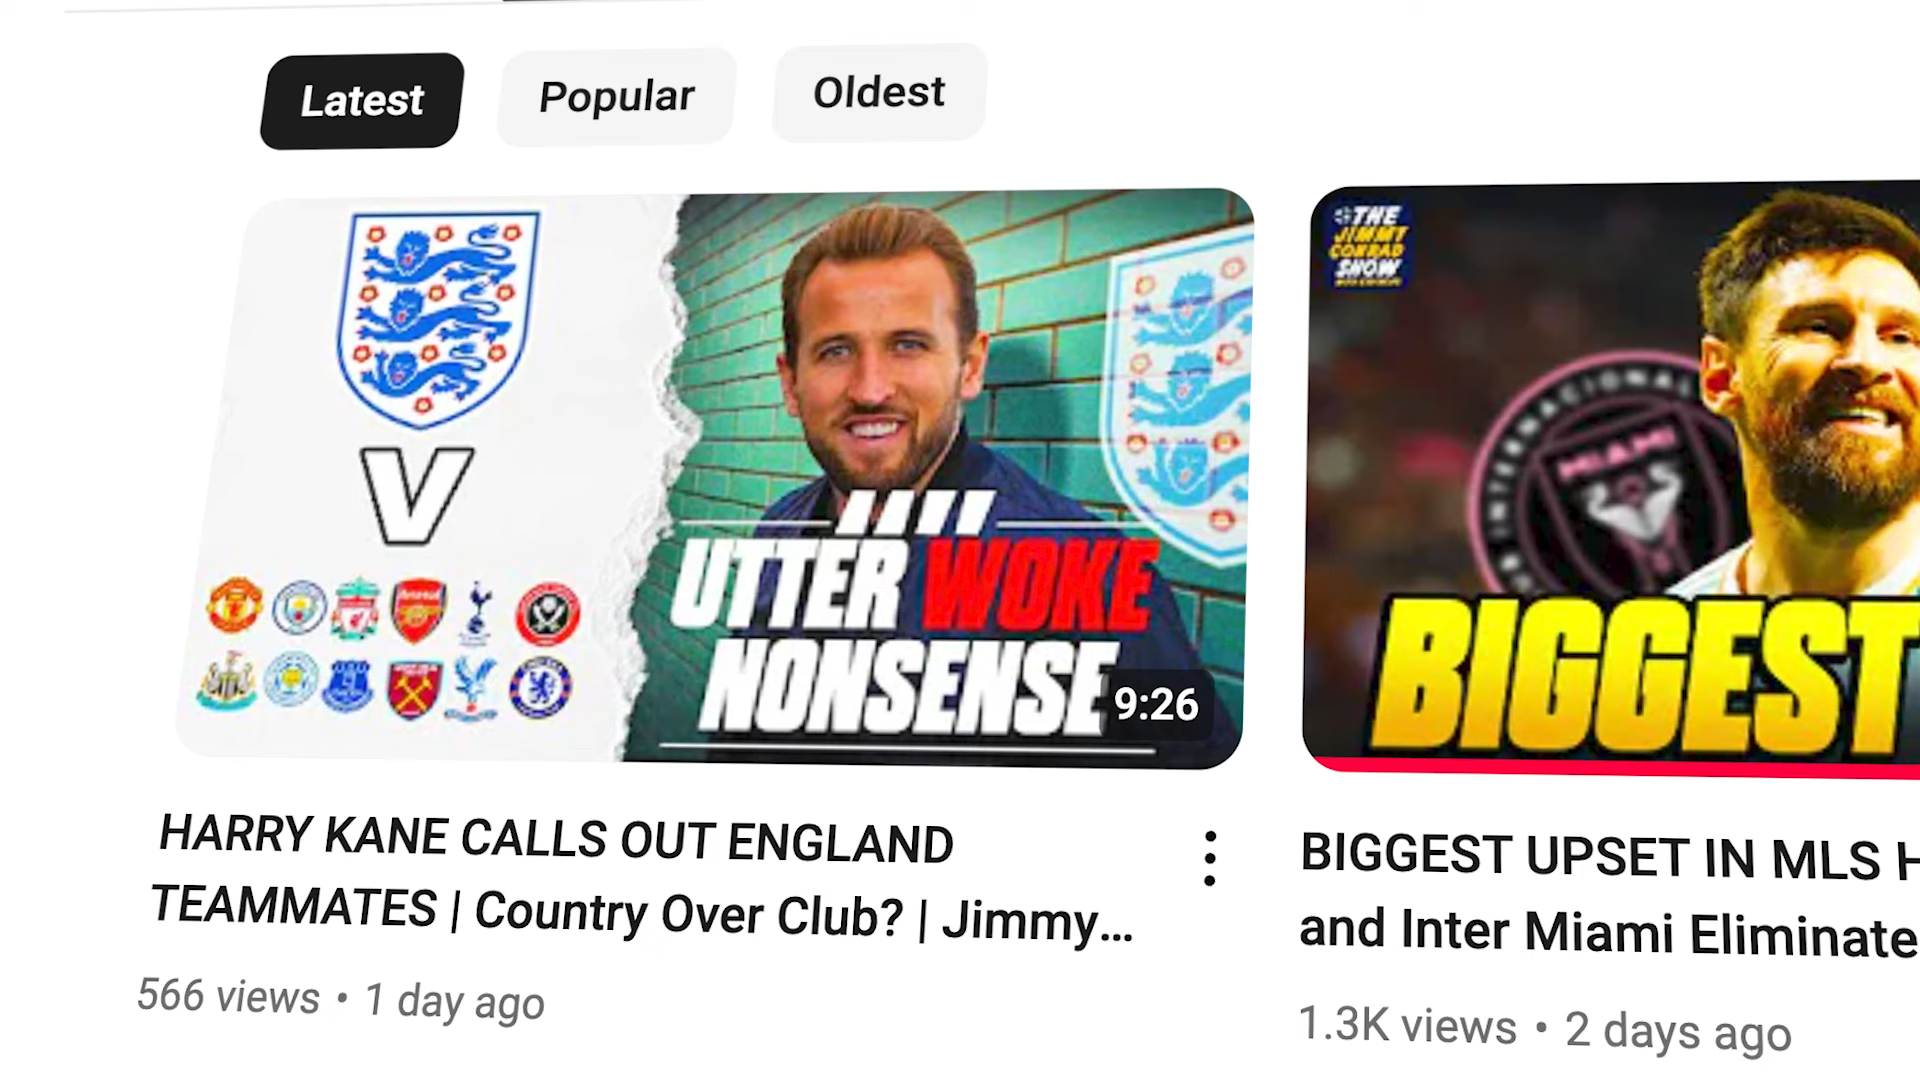 Latest
Popular
Oldest
V
UTTER WOKE
NONSENSE
9:26
THE
JIMMY
CONRAD
SHOW
INTERNACIONAL
MIAMI
BIGGEST
HARRY KANE CALLS OUT ENGLAND
TEAMMATES | Country Over Club? | Jimmy...
566 views • 1 day ago
BIGGEST UPSET IN MLS H
and Inter Miami Eliminate
1.3K views • 2 days ago